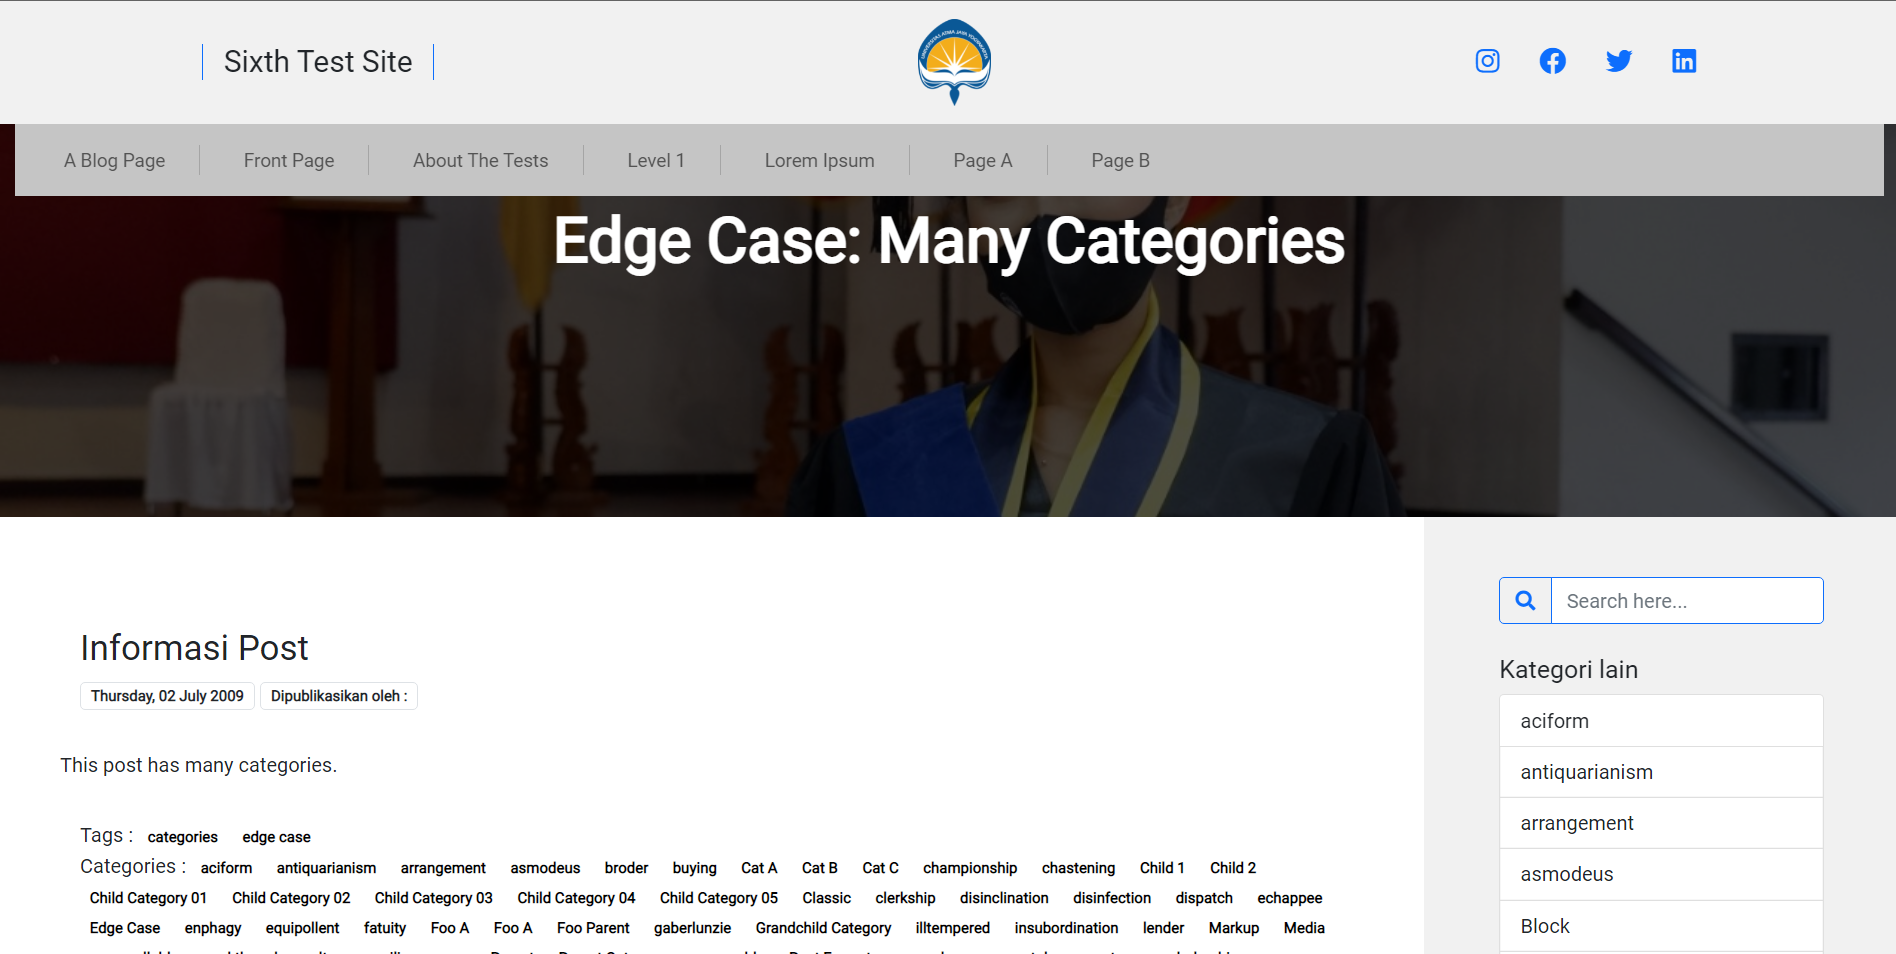 Sixth Test Site
UNIVERSITAS ATMA JAYA YOGYAKARTA
A Blog Page
Front Page
About The Tests
Level 1
Lorem Ipsum
Page A
Page B
Edge Case: Many Categories
Informasi Post
Thursday, 02 July 2009 Dipublikasikan oleh :
This post has many categories.
Tags : categories edge case
Categories : aciform antiquarianism arrangement asmodeus broder buying Cat A Cat B Cat C championship chastening Child 1 Child 2
Child Category 01 Child Category 02 Child Category 03 Child Category 04 Child Category 05 Classic clerkship disinclination disinfection dispatch echappee
Edge Case enphagy equipollent fatuity Foo A Foo A Foo Parent gaberlunzie Grandchild Category illtempered insubordination lender Markup Media
Search here...
Kategori lain
aciform
antiquarianism
arrangement
asmodeus
Block